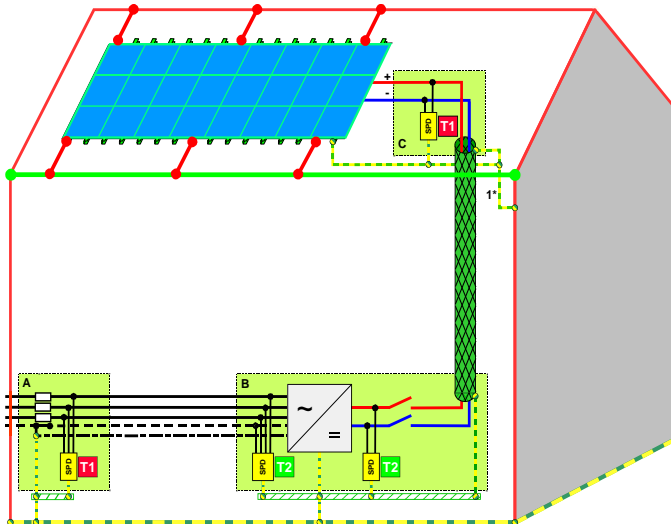 +
-
SPD T1
C
1*
A
B
~
=
SPD T1
SPD T2
SPD T2